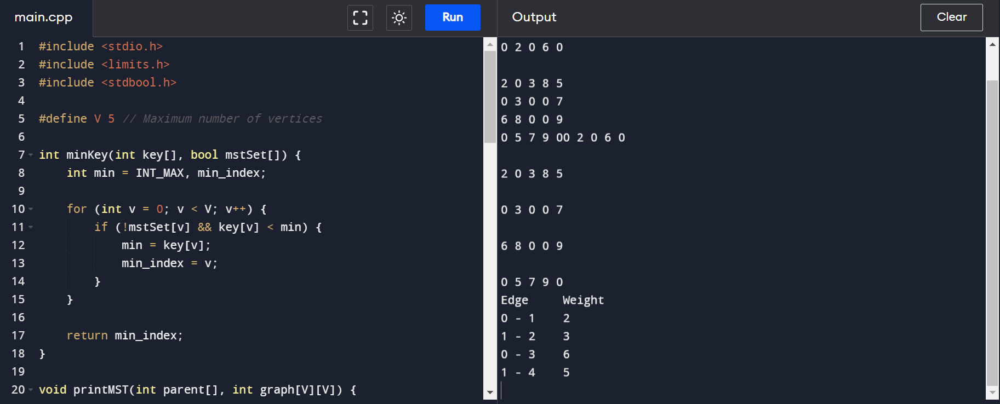 main.cpp
Run
1 #include <stdio.h>
2 #include <limits.h>
3 #include <stdbool.h>
4
5 #define V 5 // Maximum number of vertices
6
7 int minKey(int key[], bool mstSet[]) {
8     int min = INT_MAX, min_index;
9
10     for (int v = 0; v < V; v++) {
11         if (!mstSet[v] && key[v] < min) {
12             min = key[v];
13             min_index = v;
14         }
15     }
16
17     return min_index;
18 }
19
20 void printMST(int parent[], int graph[V][V]) {
Output
Clear
0 2 0 6 0
2 0 3 8 5
0 3 0 0 7
6 8 0 0 9
0 5 7 9 00 2 0 6 0
2 0 3 8 5
0 3 0 0 7
6 8 0 0 9
0 5 7 9 0
Edge     Weight
0 - 1    2
1 - 2    3
0 - 3    6
1 - 4    5